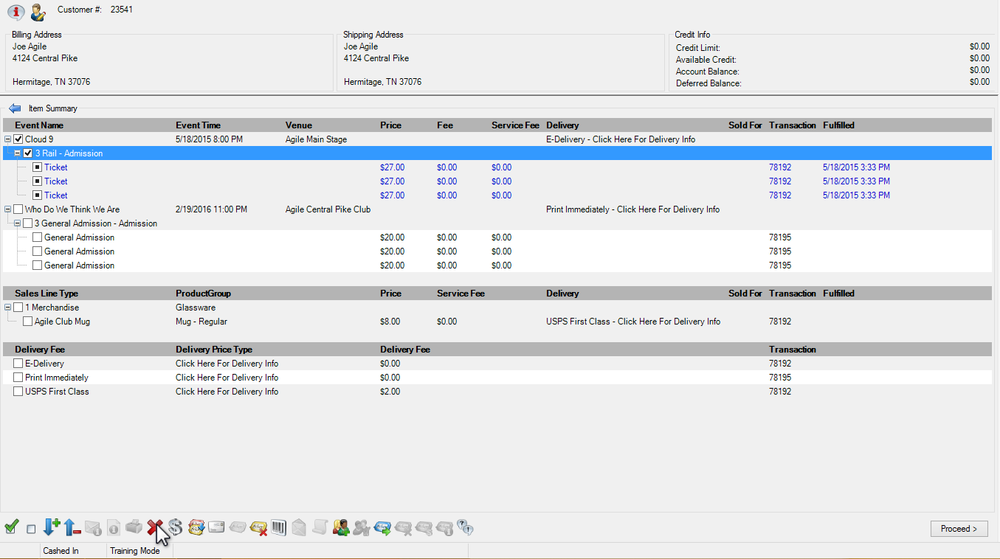 Customer #: 23541
Billing Address
Joe Agile
4124 Central Pike
Hermitage, TN 37076
Shipping Address
Joe Agile
4124 Central Pike
Hermitage, TN 37076
Credit Info
Credit Limit: $0.00
Available Credit: $0.00
Account Balance: $0.00
Deferred Balance: $0.00
Item Summary
Event Name Event Time Venue Price Fee Service Fee Delivery Sold For Transaction Fulfilled
Cloud 9 5/18/2015 8:00 PM Agile Main Stage E-Delivery - Click Here For Delivery Info
3 Rail - Admission
Ticket $27.00 $0.00 $0.00 78192 5/18/2015 3:33 PM
Ticket $27.00 $0.00 $0.00 78192 5/18/2015 3:33 PM
Ticket $27.00 $0.00 $0.00 78192 5/18/2015 3:33 PM
Who Do We Think We Are 2/19/2016 11:00 PM Agile Central Pike Club Print Immediately - Click Here For Delivery Info
3 General Admission - Admission
General Admission $20.00 $0.00 $0.00 78195
General Admission $20.00 $0.00 $0.00 78195
General Admission $20.00 $0.00 $0.00 78195
Sales Line Type ProductGroup Price Service Fee Delivery Sold For Transaction Fulfilled
1 Merchandise Glassware
Agile Club Mug Mug - Regular $8.00 $0.00 USPS First Class - Click Here For Delivery Info 78192
Delivery Fee Delivery Price Type Delivery Fee Transaction
E-Delivery Click Here For Delivery Info $0.00 78192
Print Immediately Click Here For Delivery Info $0.00 78195
USPS First Class Click Here For Delivery Info $2.00 78192
Proceed >
Cashed In Training Mode